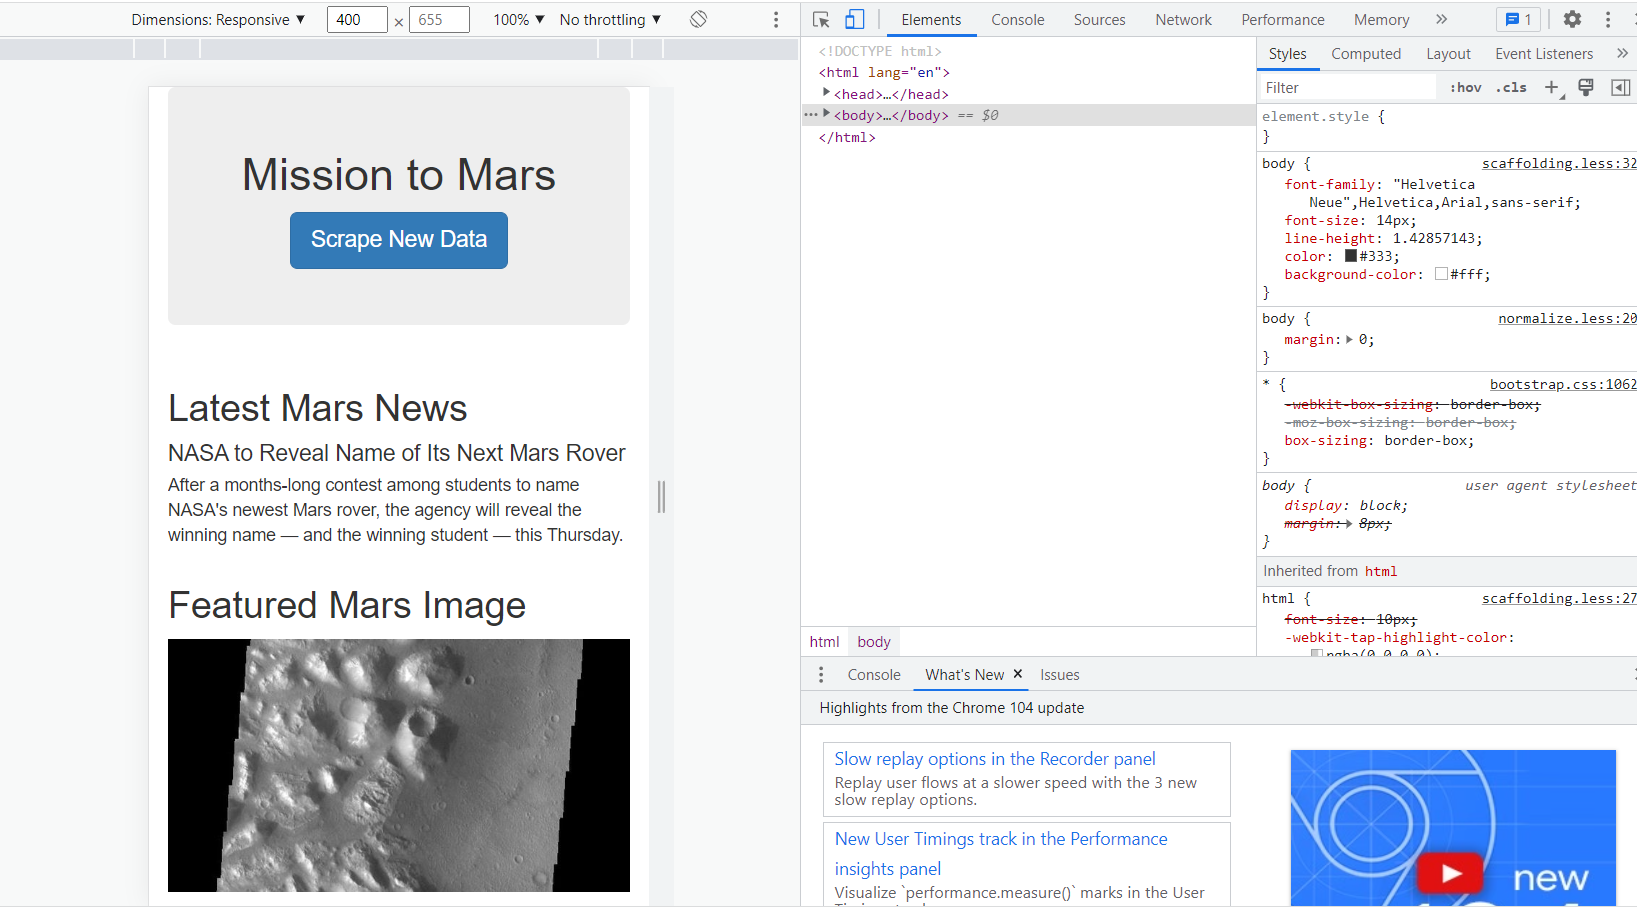 Dimensions: Responsive ▼ 400 × 655 100% ▼ No throttling ▼
Elements Console Sources Network Performance Memory » 1
Mission to Mars
Scrape New Data
Latest Mars News
NASA to Reveal Name of Its Next Mars Rover
After a months-long contest among students to name
NASA's newest Mars rover, the agency will reveal the
winning name — and the winning student — this Thursday.
Featured Mars Image
<!DOCTYPE html>
<html lang="en">
<head>…</head>
<body>…</body> == $0
</html>
html body
Styles Computed Layout Event Listeners »
Filter :hov .cls +
element.style {
}
body { scaffolding.less:32
font-family: "Helvetica
Neue",Helvetica,Arial,sans-serif;
font-size: 14px;
line-height: 1.42857143;
color: #333;
background-color: #fff;
}
body { normalize.less:20
margin: 0;
}
* { bootstrap.css:1062
-webkit-box-sizing: border-box;
-moz-box-sizing: border-box;
box-sizing: border-box;
}
body { user agent stylesheet
display: block;
margin: 8px;
}
Inherited from html
html { scaffolding.less:27
font-size: 10px;
-webkit-tap-highlight-color:
rgba(0,0,0,0);
Console What's New × Issues
Highlights from the Chrome 104 update
Slow replay options in the Recorder panel
Replay user flows at a slower speed with the 3 new
slow replay options.
New User Timings track in the Performance
insights panel
Visualize `performance.measure()` marks in the User
new